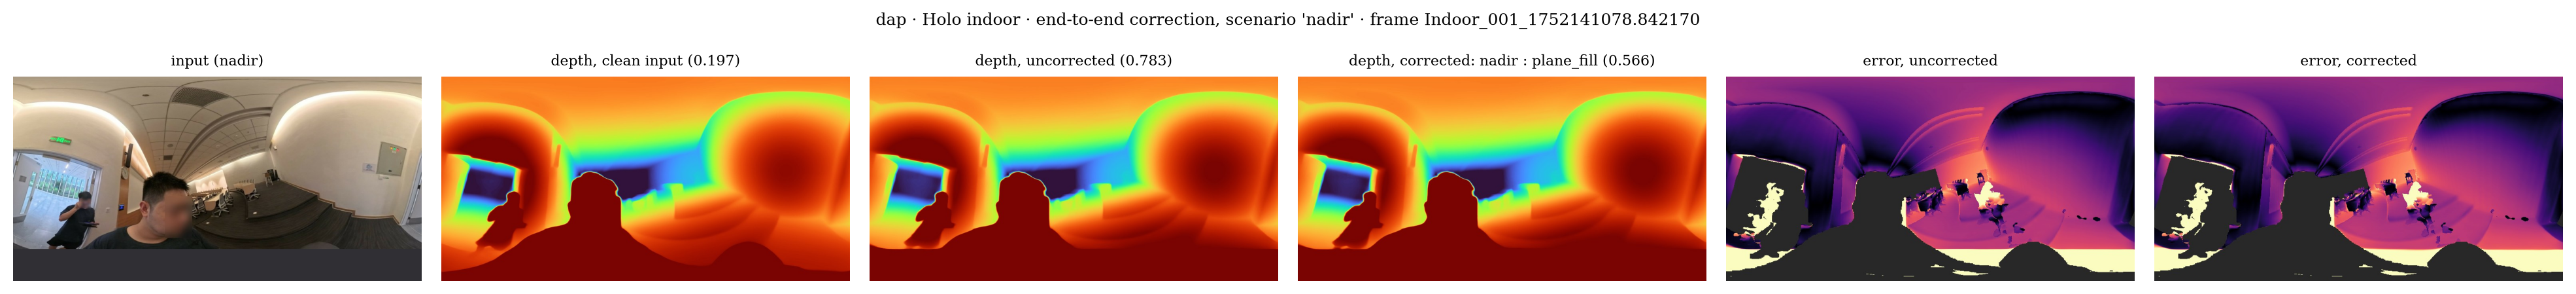 dap · Holo indoor · end-to-end correction, scenario 'nadir' · frame Indoor_001_1752141078.842170
input (nadir)
depth, clean input (0.197)
depth, uncorrected (0.783)
depth, corrected: nadir : plane_fill (0.566)
error, uncorrected
error, corrected